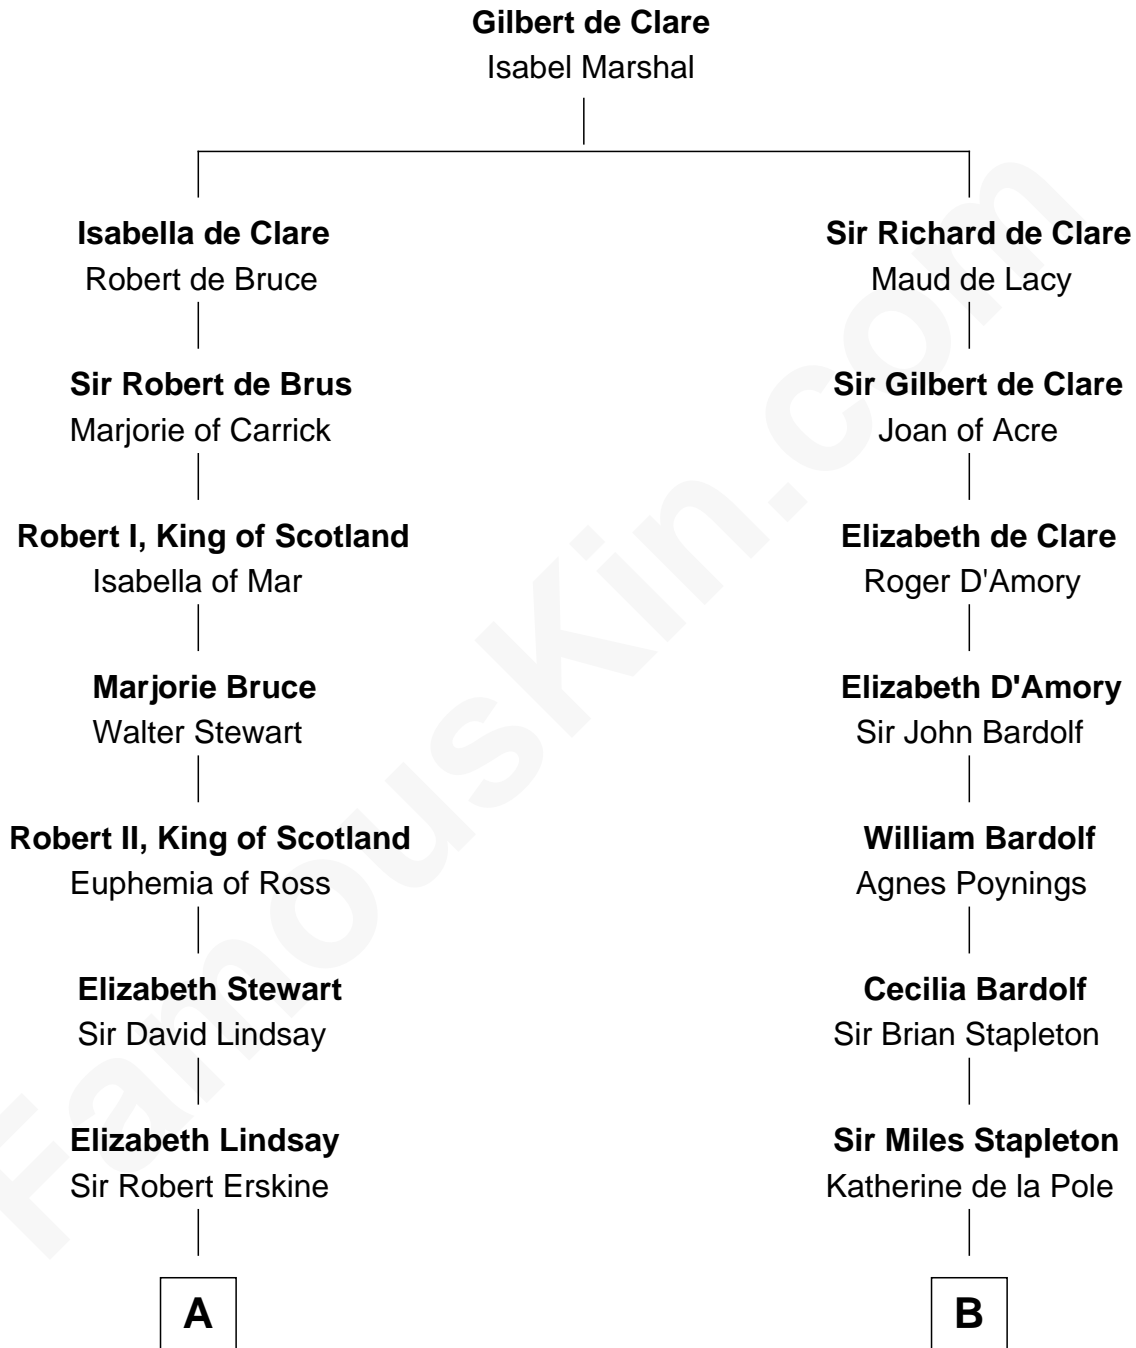 Gilbert de Clare
Isabel Marshal
Isabella de Clare
Robert de Bruce
Sir Richard de Clare
Maud de Lacy
Sir Robert de Brus
Marjorie of Carrick
Sir Gilbert de Clare
Joan of Acre
Robert I, King of Scotland
Isabella of Mar
Elizabeth de Clare
Roger D'Amory
Marjorie Bruce
Walter Stewart
Elizabeth D'Amory
Sir John Bardolf
Robert II, King of Scotland
Euphemia of Ross
William Bardolf
Agnes Poynings
Elizabeth Stewart
Sir David Lindsay
Cecilia Bardolf
Sir Brian Stapleton
Elizabeth Lindsay
Sir Robert Erskine
Sir Miles Stapleton
Katherine de la Pole
A
B
FamousKin.com